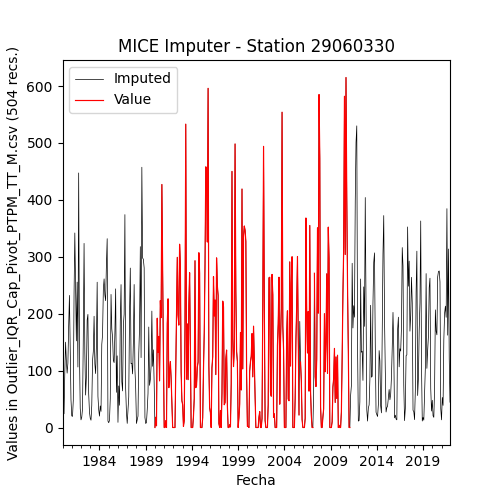 MICE Imputer - Station 29060330
Values in Outlier_IQR_Cap_Pivot_PTPM_TT_M.csv (504 recs.)
Imputed
Value
600
500
400
300
200
100
0
1984 1989 1994 1999 2004 2009 2014 2019
Fecha